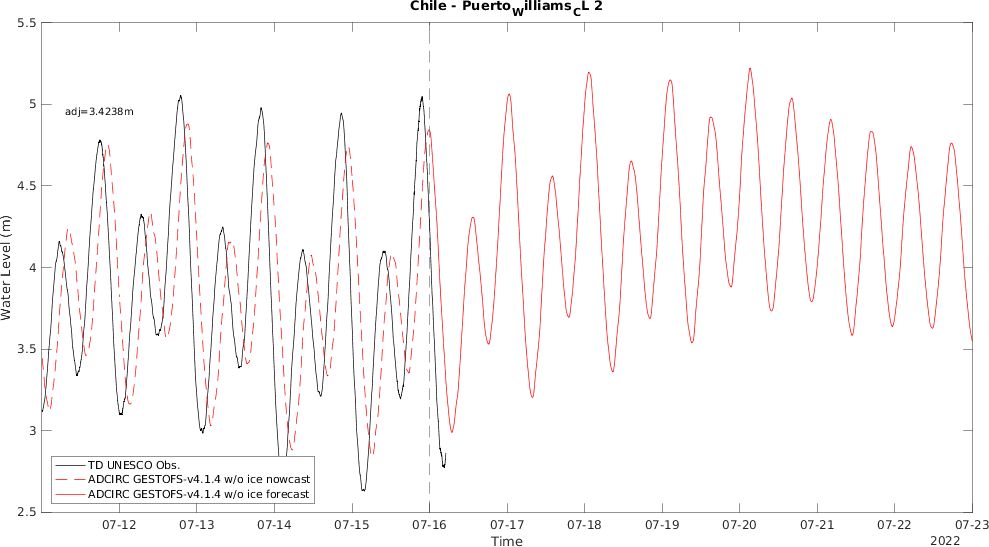 Chile - PuertoWilliamsCL 2
5.5
5
4.5
4
3.5
3
2.5
Water Level (m)
adj=3.4238m
TD UNESCO Obs.
ADCIRC GESTOFS-v4.1.4 w/o ice nowcast
ADCIRC GESTOFS-v4.1.4 w/o ice forecast
07-12 07-13 07-14 07-15 07-16 07-17 07-18 07-19 07-20 07-21 07-22 07-23
Time
2022